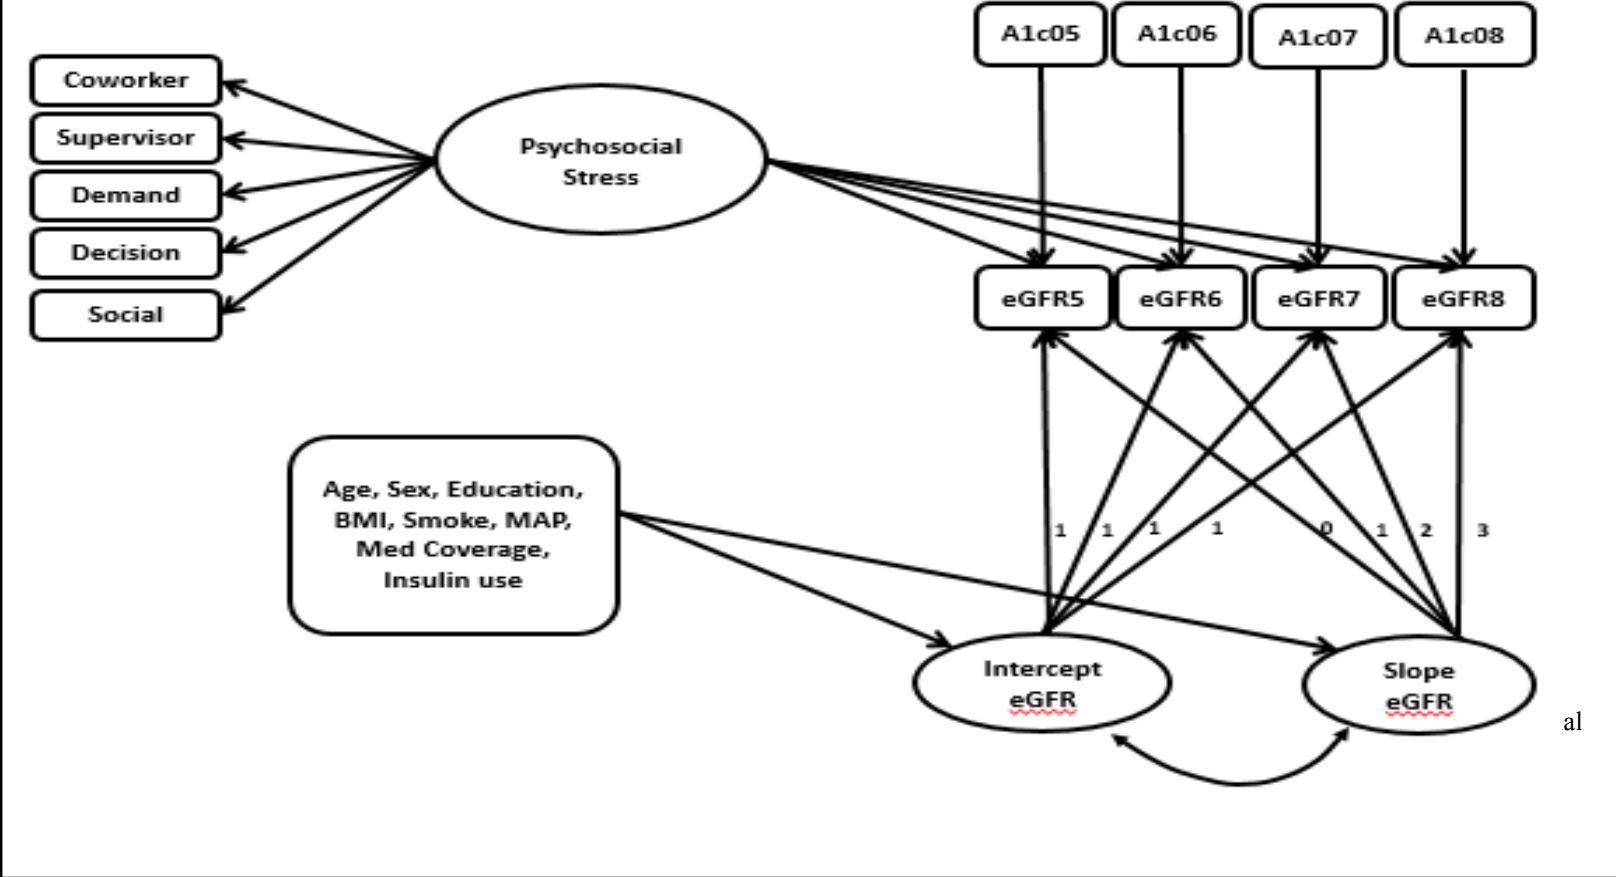 A1c05
A1c06
A1c07
A1c08
Coworker
Supervisor
Demand
Decision
Social
Psychosocial
Stress
eGFR5
eGFR6
eGFR7
eGFR8
Age, Sex, Education,
BMI, Smoke, MAP,
Med Coverage,
Insulin use
1
1
1
1
0
1
2
3
Intercept
eGFR
Slope
eGFR
al